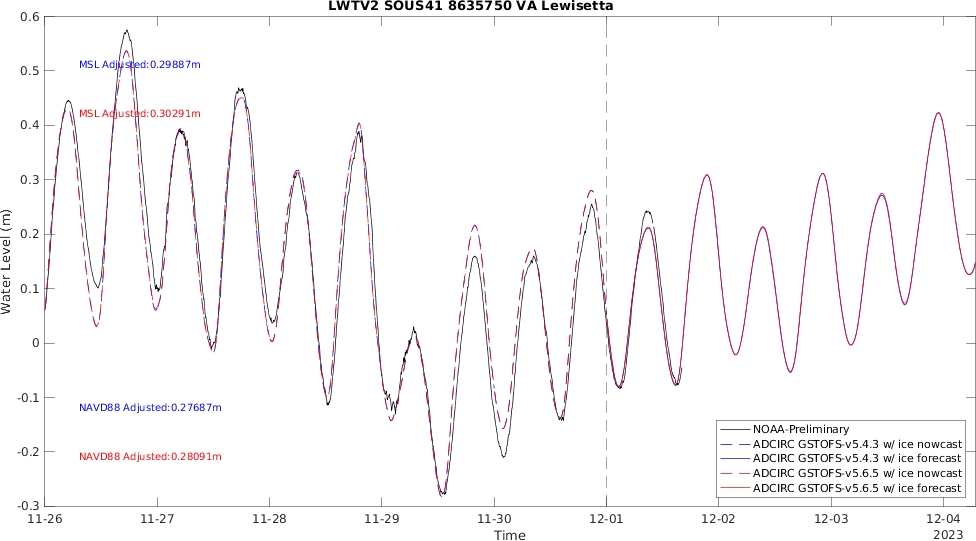 LWTV2 SOUS41 8635750 VA Lewisetta
Water Level (m)
0.6
0.5
0.4
0.3
0.2
0.1
0
-0.1
-0.2
-0.3
MSL Adjusted:0.29887m
MSL Adjusted:0.30291m
NAVD88 Adjusted:0.27687m
NAVD88 Adjusted:0.28091m
NOAA-Preliminary
ADCIRC GSTOFS-v5.4.3 w/ ice nowcast
ADCIRC GSTOFS-v5.4.3 w/ ice forecast
ADCIRC GSTOFS-v5.6.5 w/ ice nowcast
ADCIRC GSTOFS-v5.6.5 w/ ice forecast
11-26 11-27 11-28 11-29 11-30 12-01 12-02 12-03 12-04
Time 2023